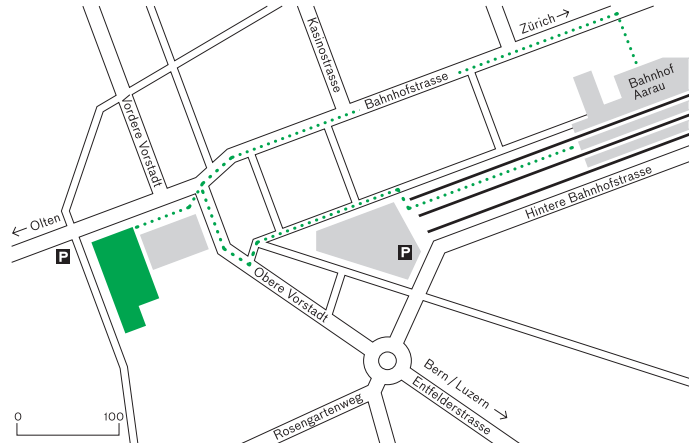 Zürich →
Kasinostrasse
Bahnhofstrasse
Bahnhof
Aarau
Vordere Vorstadt
Hintere Bahnhofstrasse
← Olten
P
P
Obere Vorstadt
Bern / Luzern →
Entfelderstrasse
Rosengartenweg
0 100